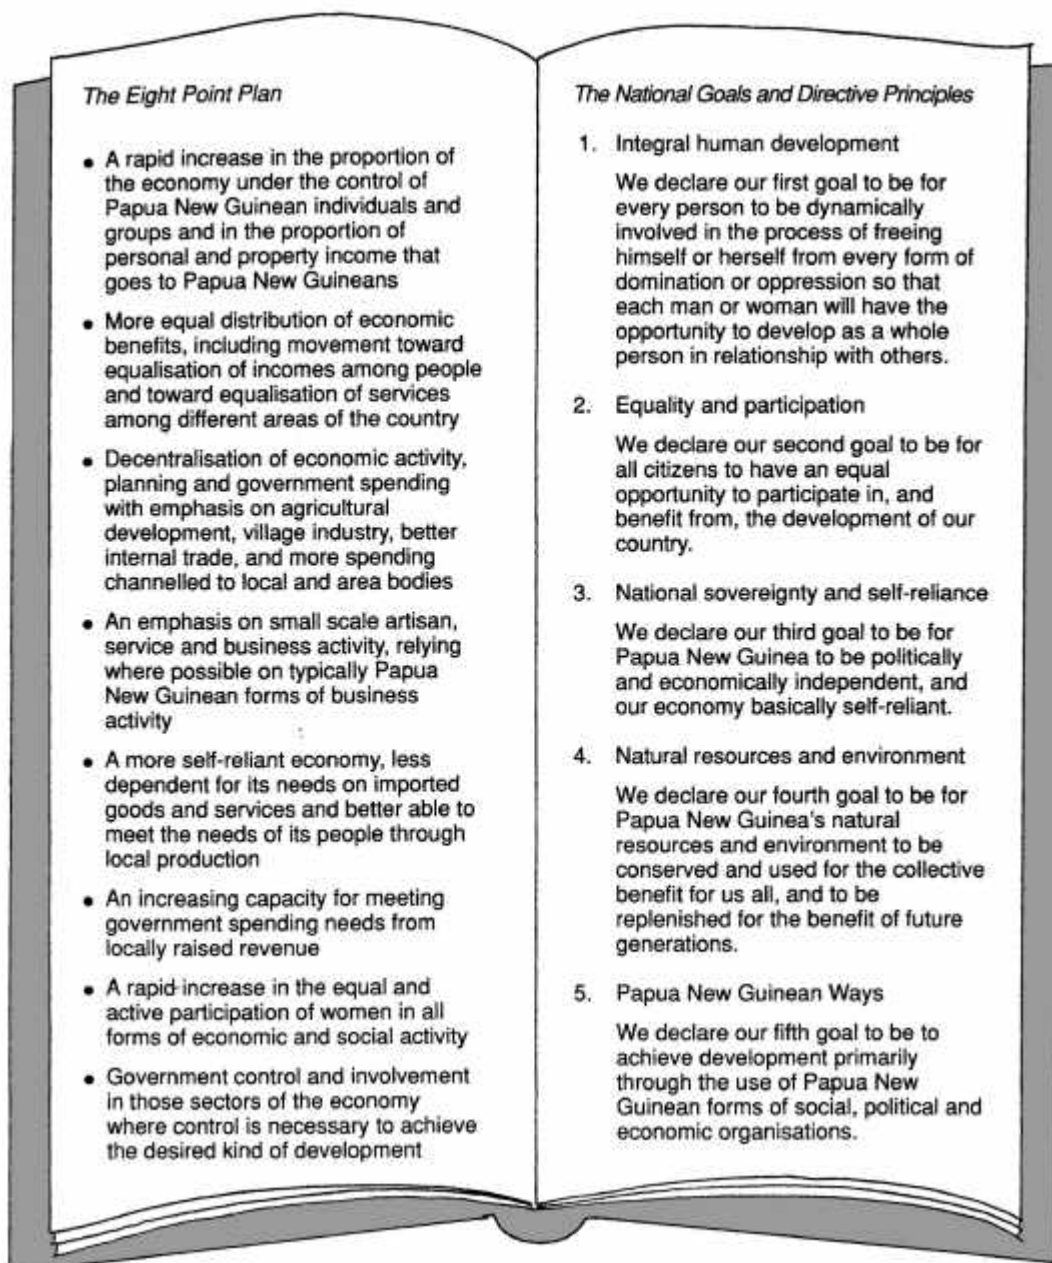 The Eight Point Plan
• A rapid increase in the proportion of
the economy under the control of
Papua New Guinean individuals and
groups and in the proportion of
personal and property income that
goes to Papua New Guineans
• More equal distribution of economic
benefits, including movement toward
equalisation of incomes among people
and toward equalisation of services
among different areas of the country
• Decentralisation of economic activity,
planning and government spending
with emphasis on agricultural
development, village industry, better
internal trade, and more spending
channelled to local and area bodies
• An emphasis on small scale artisan,
service and business activity, relying
where possible on typically Papua
New Guinean forms of business
activity
• A more self-reliant economy, less
dependent for its needs on imported
goods and services and better able to
meet the needs of its people through
local production
• An increasing capacity for meeting
government spending needs from
locally raised revenue
• A rapid increase in the equal and
active participation of women in all
forms of economic and social activity
• Government control and involvement
in those sectors of the economy
where control is necessary to achieve
the desired kind of development
The National Goals and Directive Principles
1. Integral human development
We declare our first goal to be for
every person to be dynamically
involved in the process of freeing
himself or herself from every form of
domination or oppression so that
each man or woman will have the
opportunity to develop as a whole
person in relationship with others.
2. Equality and participation
We declare our second goal to be for
all citizens to have an equal
opportunity to participate in, and
benefit from, the development of our
country.
3. National sovereignty and self-reliance
We declare our third goal to be for
Papua New Guinea to be politically
and economically independent, and
our economy basically self-reliant.
4. Natural resources and environment
We declare our fourth goal to be for
Papua New Guinea's natural
resources and environment to be
conserved and used for the collective
benefit for us all, and to be
replenished for the benefit of future
generations.
5. Papua New Guinean Ways
We declare our fifth goal to be to
achieve development primarily
through the use of Papua New
Guinean forms of social, political and
economic organisations.